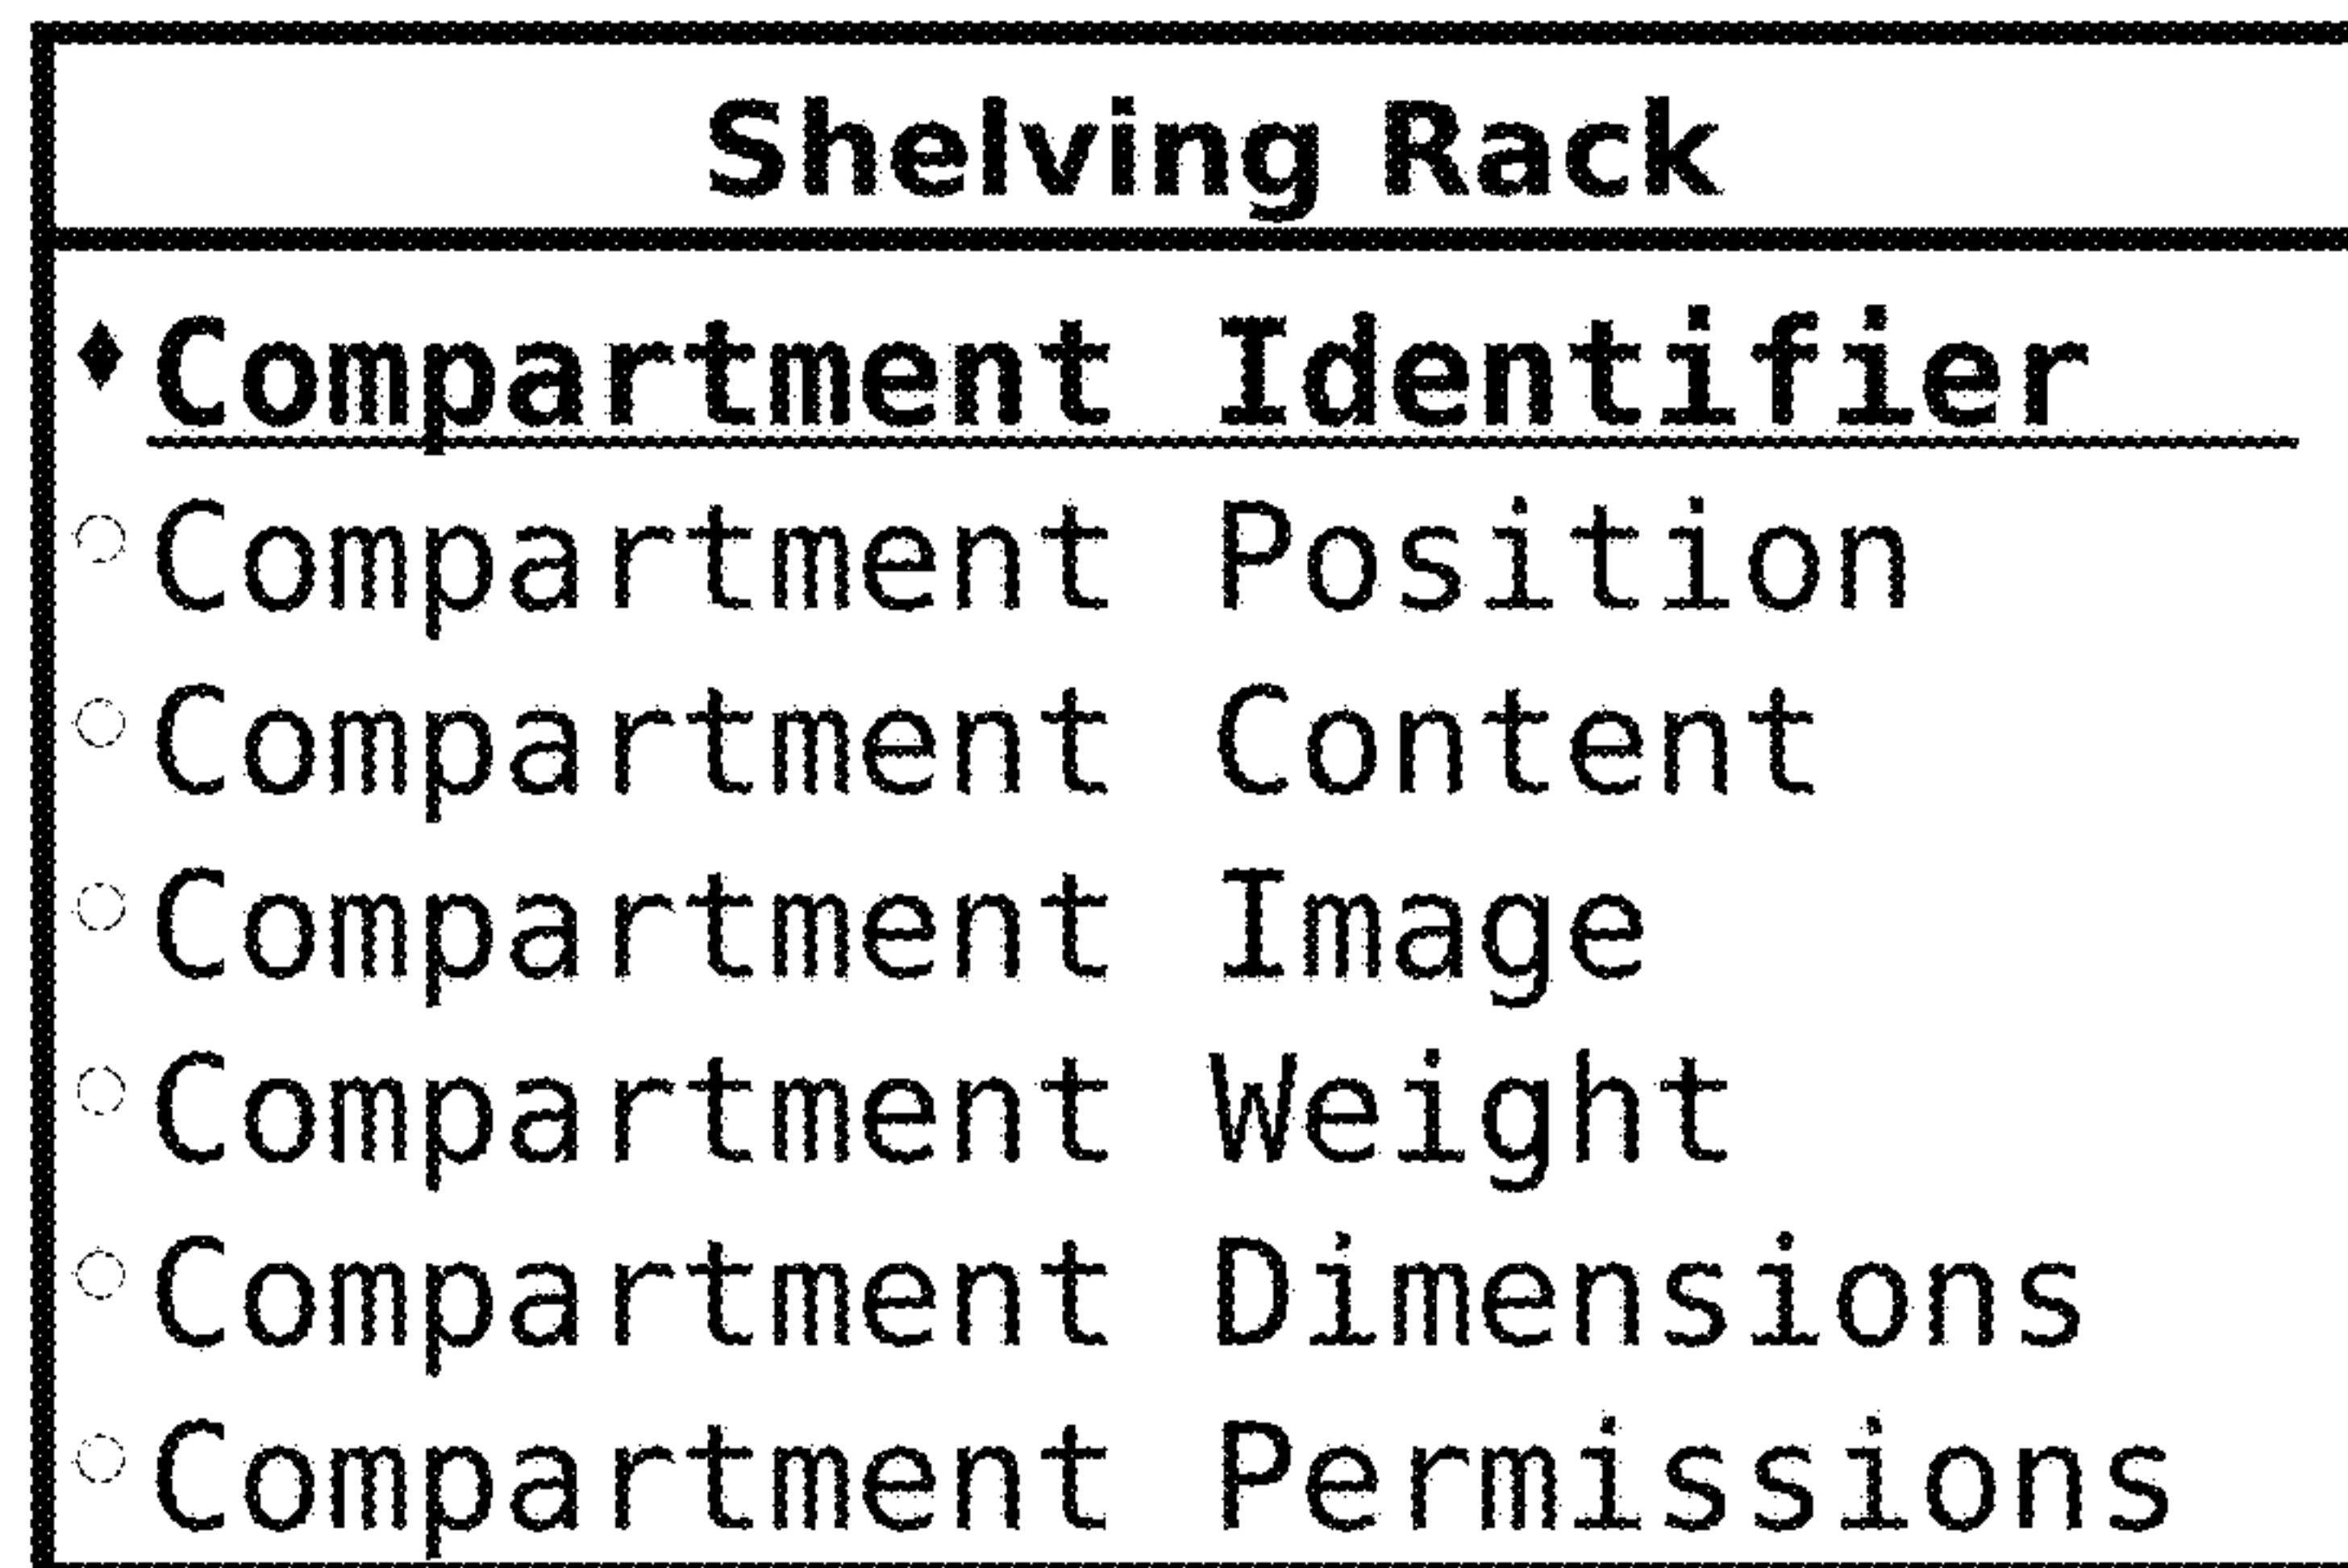 Shelving Rack
Compartment Identifier
Compartment Position
Compartment Content
Compartment Image
Compartment Weight
Compartment Dimensions
Compartment Permissions